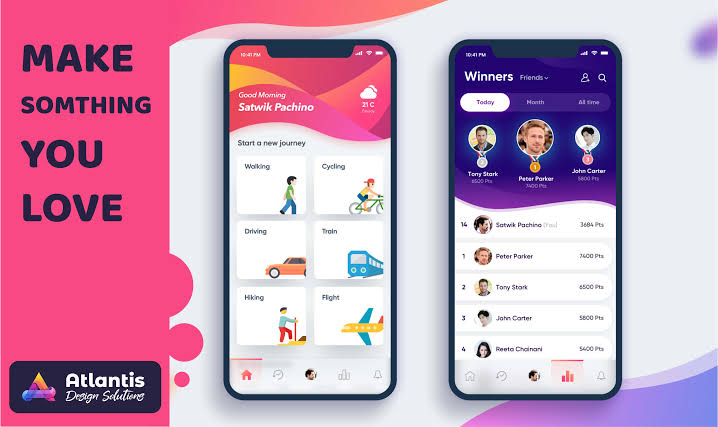 MAKE
SOMTHING
YOU
LOVE
Atlantis
Design Solutions
10:41 PM
Good Morning
Satwik Pachino
21 C
Start a new journey
Walking
Cycling
Driving
Train
Hiking
Flight
10:41 PM
Winners
Friends
Today
Month
All time
Tony Stark
6500 Pts
1
Peter Parker
7400 Pts
3
John Carter
5800 Pts
14 Satwik Pachino (You) 3684 Pts
1 Peter Parker 7400 Pts
2 Tony Stark 6500 Pts
3 John Carter 5800 Pts
4 Reeta Chainani 5400 Pts